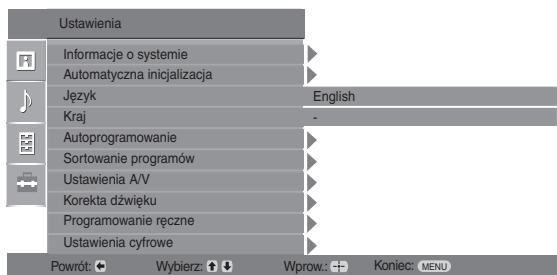 Ustawienia
Informacje o systemie
Automatyczna inicjalizacja
Język English
Kraj -
Autoprogramowanie
Sortowanie programów
Ustawienia A/V
Korekta dźwięku
Programowanie ręczne
Ustawienia cyfrowe
Powrót: Wybierz: Wprow.: Koniec: MENU